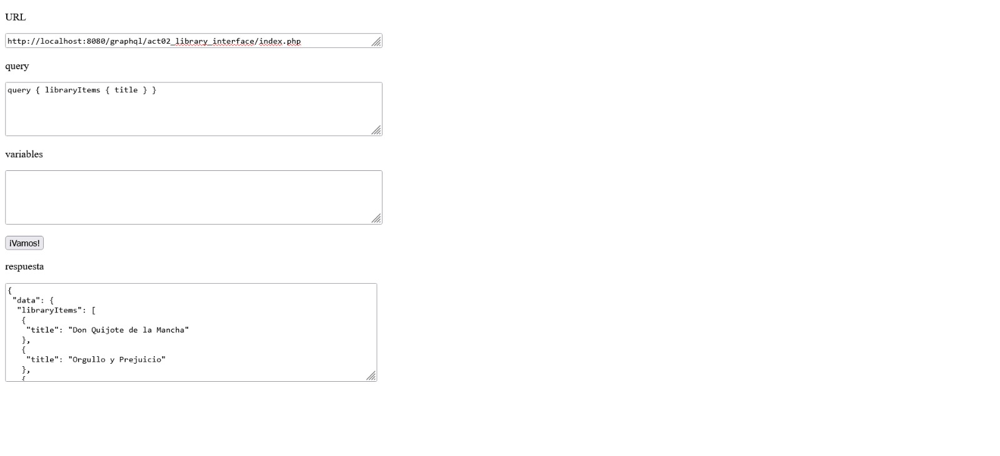 URL
http://localhost:8080/graphql/act02_library_interface/index.php
query
query { libraryItems { title } }
variables
¡Vamos!
respuesta
{
"data": {
"libraryItems": [
{
"title": "Don Quijote de la Mancha"
},
{
"title": "Orgullo y Prejuicio"
},
{